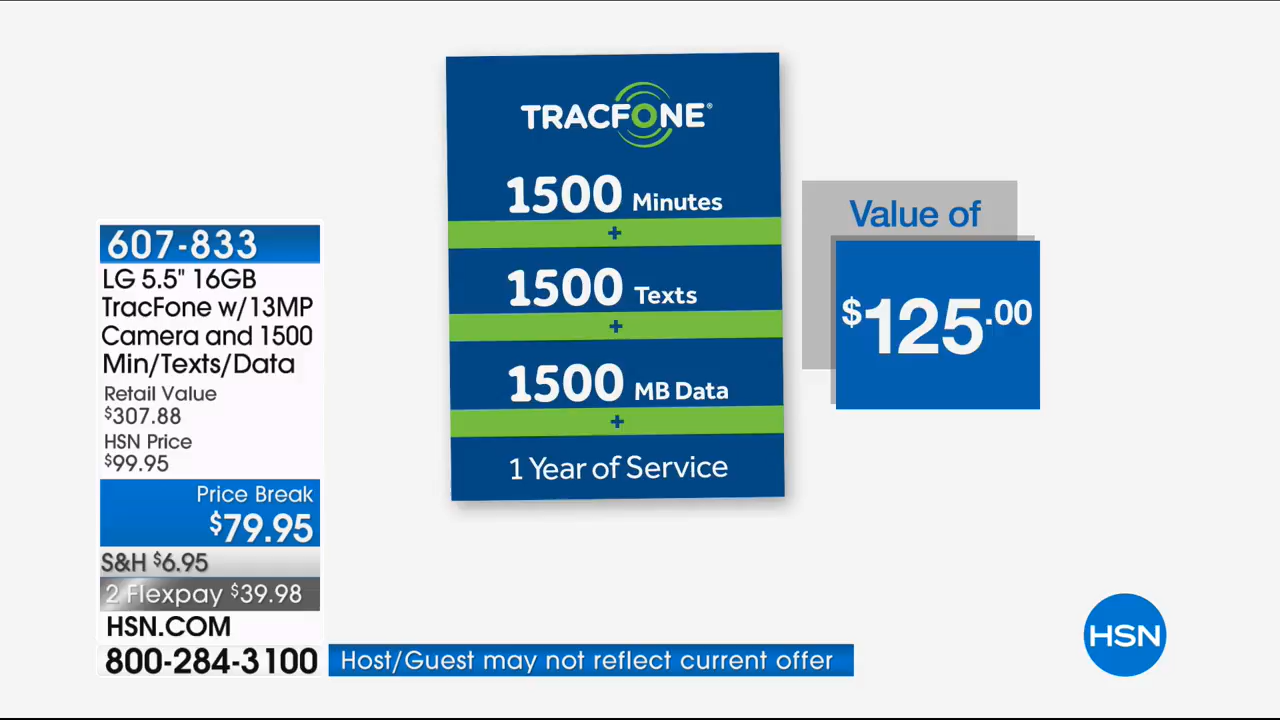 TRACFONE®
1500 Minutes
+
1500 Texts
+
1500 MB Data
+
1 Year of Service
Value of
$125.00
607-833
LG 5.5" 16GB
TracFone w/13MP
Camera and 1500
Min/Texts/Data
Retail Value
$307.88
HSN Price
$99.95
Price Break
$79.95
S&H $6.95
2 Flexpay $39.98
HSN.COM
800-284-3100
Host/Guest may not reflect current offer
HSN